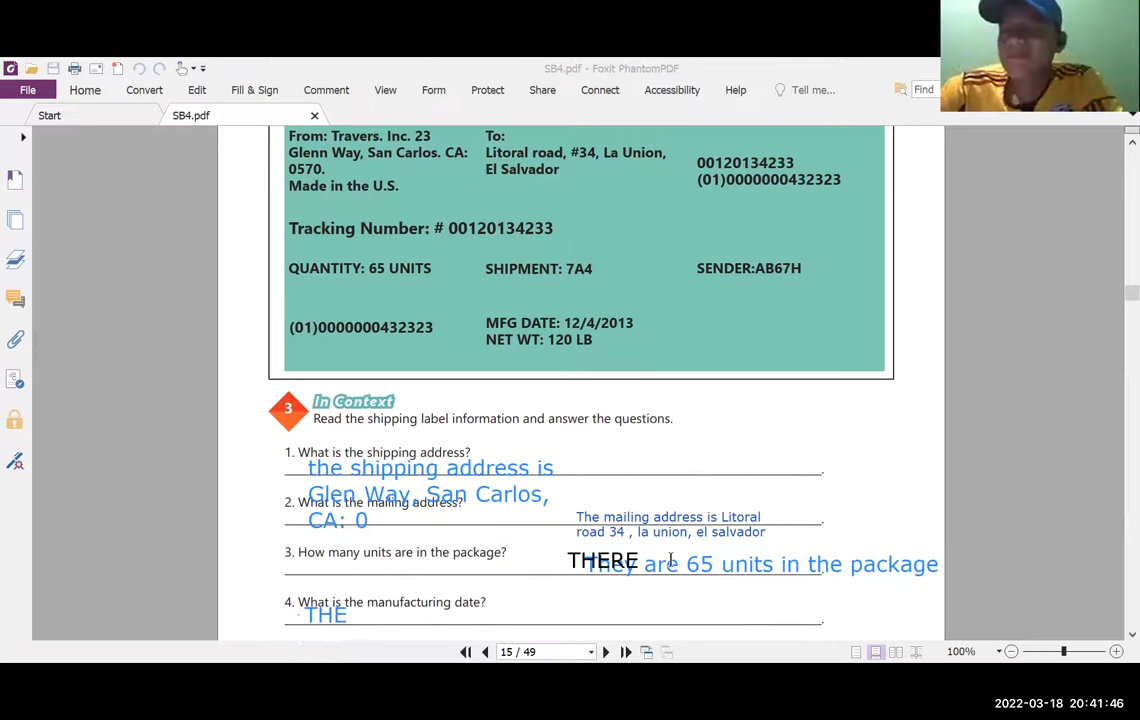 SB4.pdf - Foxit PhantomPDF
File Home Convert Edit Fill & Sign Comment View Form Protect Share Connect Accessibility Help Tell me... Find
Start SB4.pdf
From: Travers. Inc. 23
Glenn Way, San Carlos. CA:
0570.
Made in the U.S.
To:
Litoral road, #34, La Union,
El Salvador
00120134233
(01)0000000432323
Tracking Number: # 00120134233
QUANTITY: 65 UNITS SHIPMENT: 7A4 SENDER:AB67H
(01)0000000432323
MFG DATE: 12/4/2013
NET WT: 120 LB
3 In Context
Read the shipping label information and answer the questions.
1. What is the shipping address?
the shipping address is
Glen Way, San Carlos,
CA: 0
2. What is the mailing address?
The mailing address is Litoral
road 34 , la union, el salvador
3. How many units are in the package?
THERE
They are 65 units in the package
4. What is the manufacturing date?
THE
15 / 49
100%
2022-03-18 20:41:46